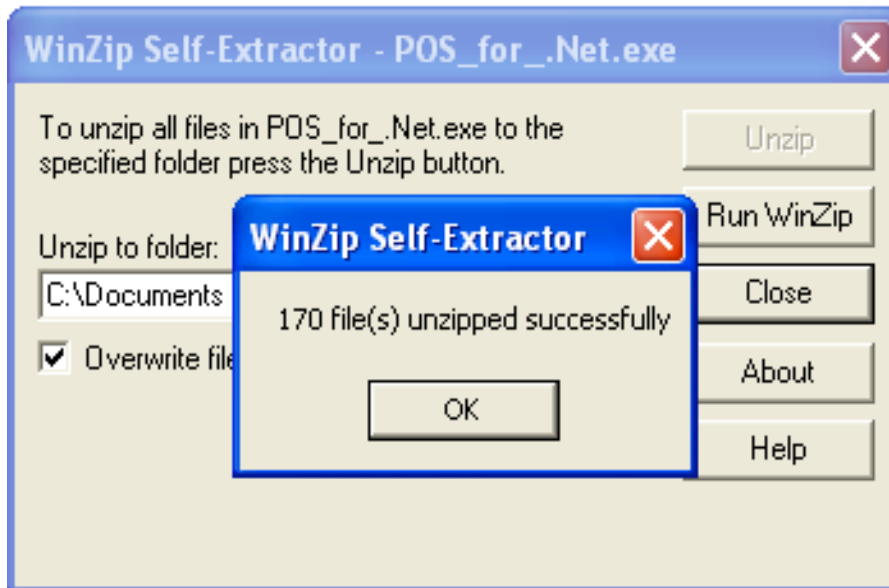 WinZip Self-Extractor - POS_for_.Net.exe
To unzip all files in POS_for_.Net.exe to the
specified folder press the Unzip button.
Unzip
Run WinZip
Unzip to folder:
C:\Documents
Close
Overwrite file
About
Help
WinZip Self-Extractor
170 file(s) unzipped successfully
OK